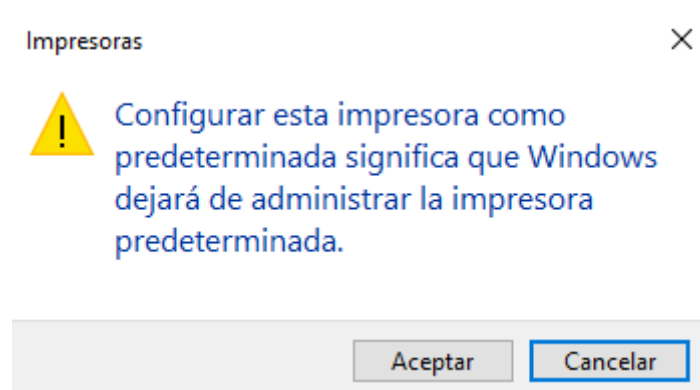 Impresoras
Configurar esta impresora como
predeterminada significa que Windows
dejará de administrar la impresora
predeterminada.
Aceptar
Cancelar